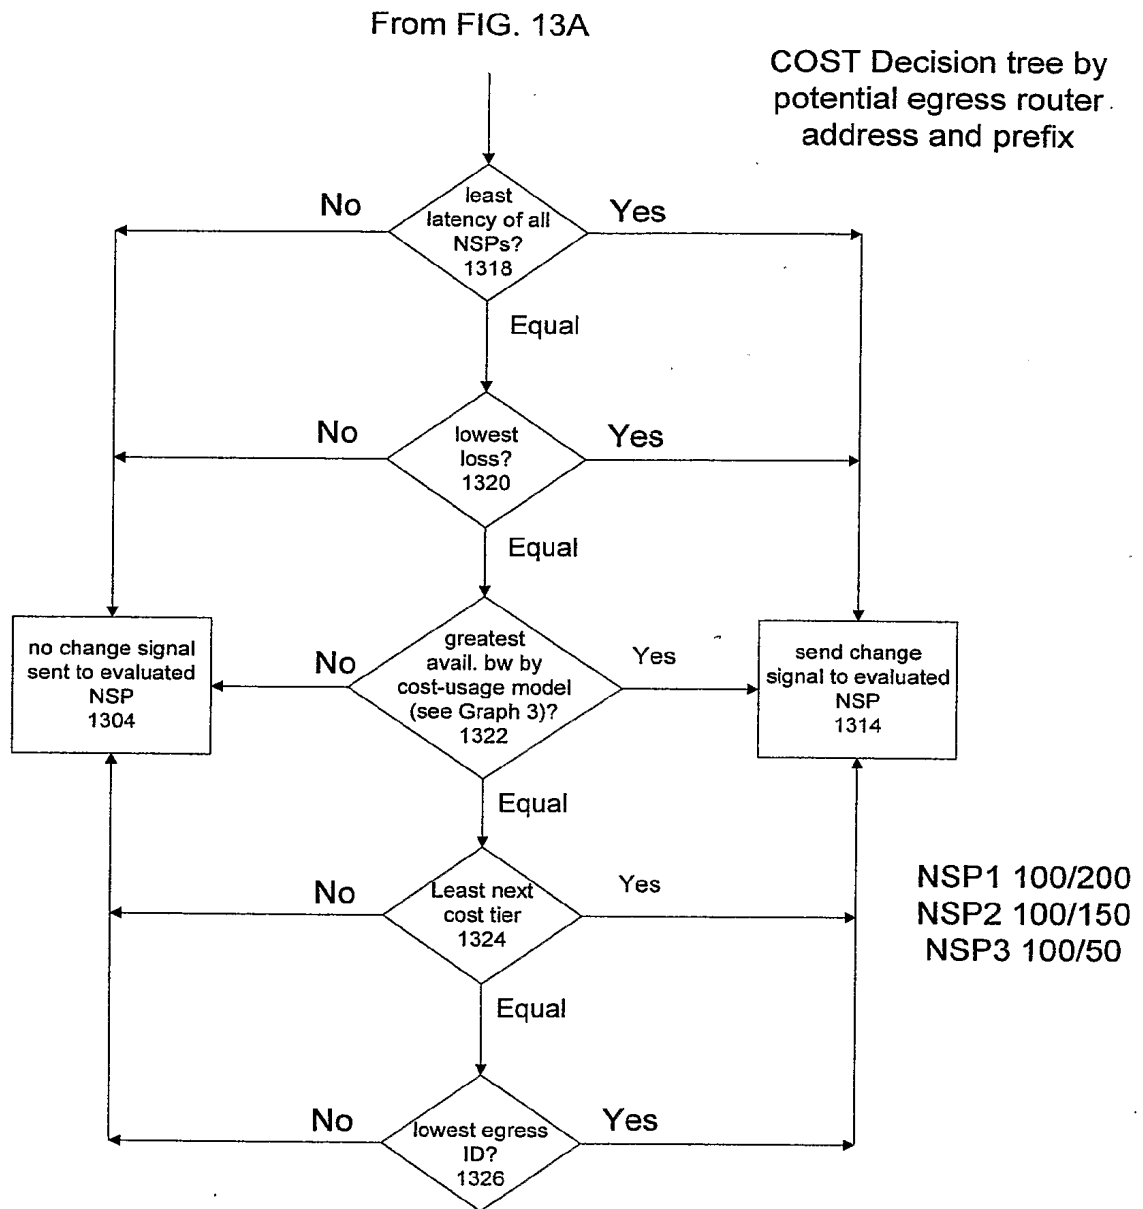 From FIG. 13A
COST Decision tree by
potential egress router
address and prefix
No
least
latency of all
NSPs?
1318
Yes
Equal
No
lowest
loss?
1320
Yes
Equal
no change signal
sent to evaluated
NSP
1304
No
greatest
avail. bw by
cost-usage model
(see Graph 3)?
1322
Yes
send change
signal to evaluated
NSP
1314
Equal
No
Least next
cost tier
1324
Yes
NSP1 100/200
NSP2 100/150
NSP3 100/50
Equal
No
lowest egress
ID?
1326
Yes